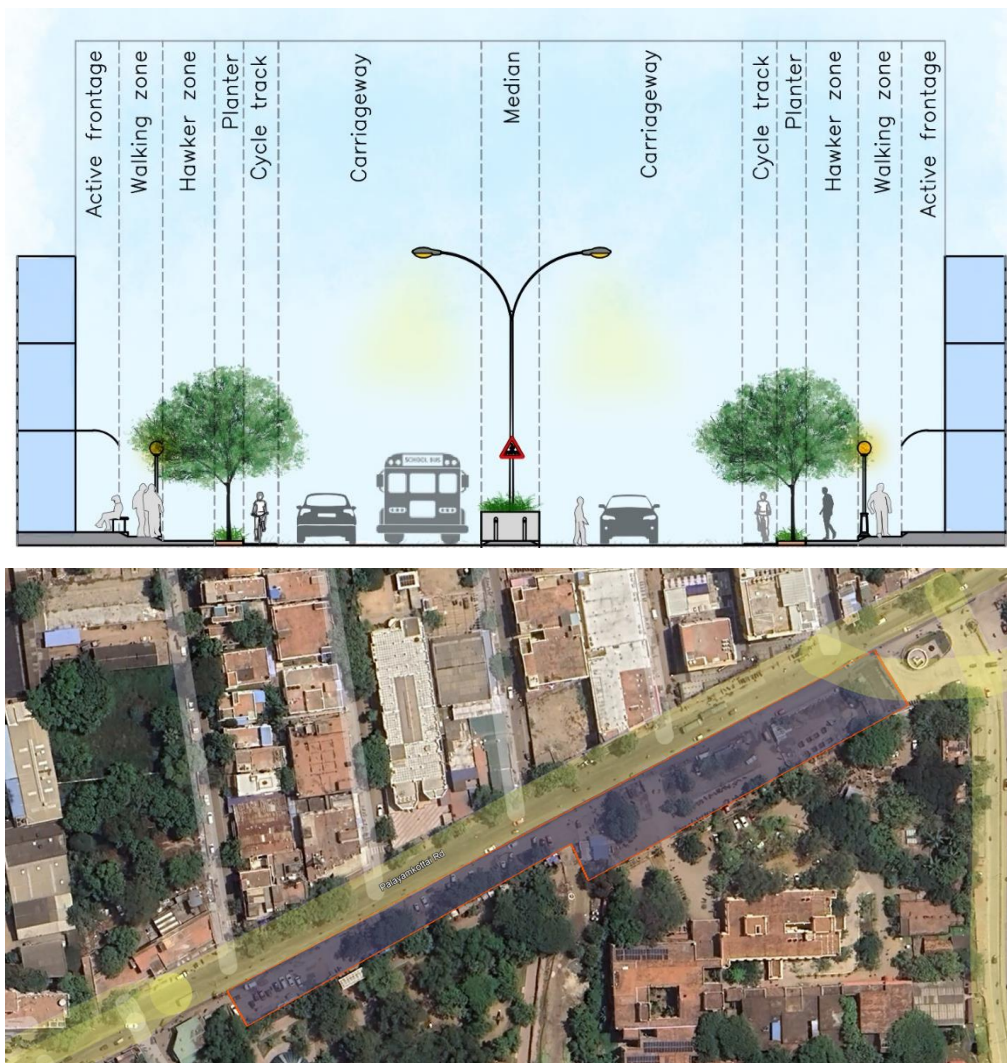 Active frontage
Walking zone
Hawker zone
Planter
Cycle track
Carriageway
Median
Carriageway
Cycle track
Planter
Hawker zone
Walking zone
Active frontage
SCHOOL BUS
Palayamkottai Rd